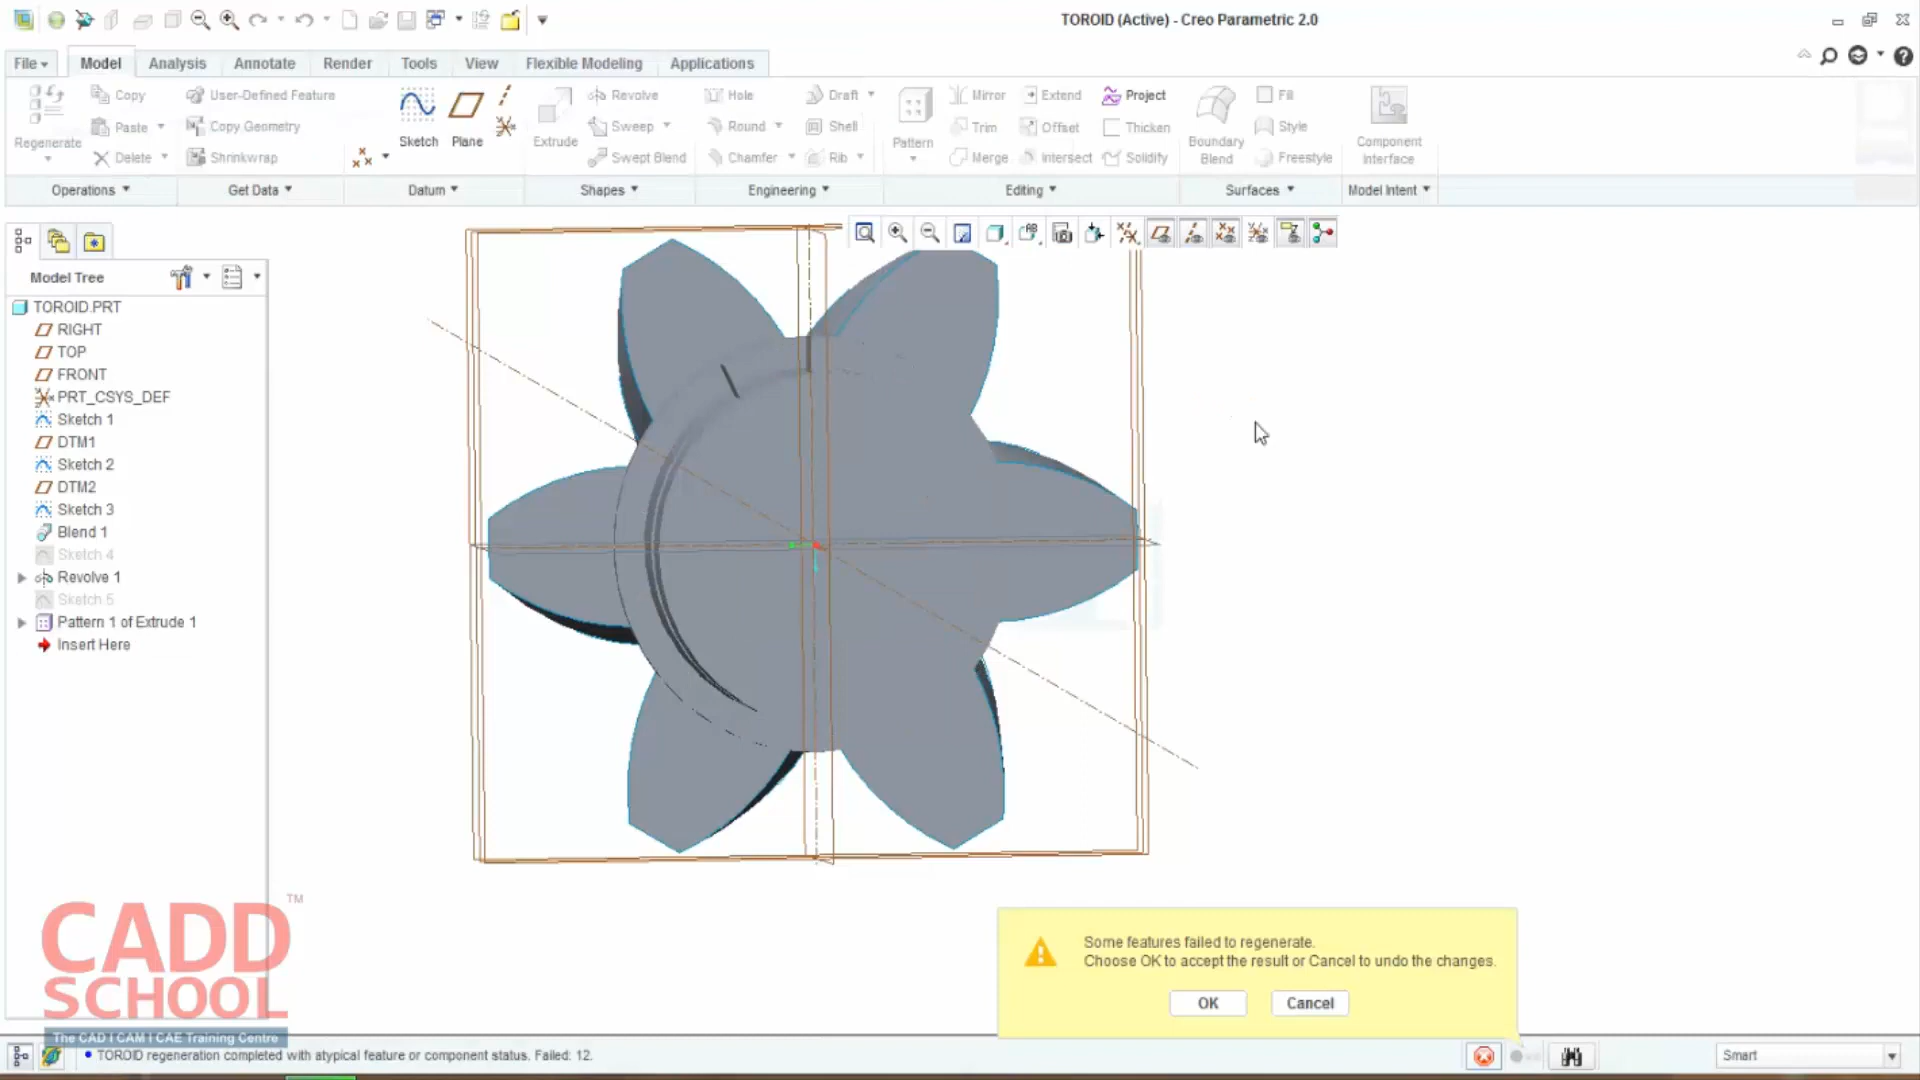 TOROID (Active) - Creo Parametric 2.0
File
Model
Analysis
Annotate
Render
Tools
View
Flexible Modeling
Applications
Regenerate
Copy
Paste
Delete
User-Defined Feature
Copy Geometry
Shrinkwrap
Sketch
Plane
Extrude
Revolve
Sweep
Swept Blend
Hole
Round
Chamfer
Draft
Shell
Rib
Pattern
Mirror
Trim
Merge
Extend
Offset
Intersect
Project
Thicken
Solidify
Boundary
Blend
Fill
Style
Freestyle
Component
Interface
Operations
Get Data
Datum
Shapes
Engineering
Editing
Surfaces
Model Intent
Model Tree
TOROID.PRT
RIGHT
TOP
FRONT
PRT_CSYS_DEF
Sketch 1
DTM1
Sketch 2
DTM2
Sketch 3
Blend 1
Sketch 4
Revolve 1
Sketch 5
Pattern 1 of Extrude 1
Insert Here
CADD
SCHOOL
TM
The CAD I CAM I CAE Training Centre
Some features failed to regenerate.
Choose OK to accept the result or Cancel to undo the changes.
OK
Cancel
TOROID regeneration completed with atypical feature or component status. Failed: 12.
Smart